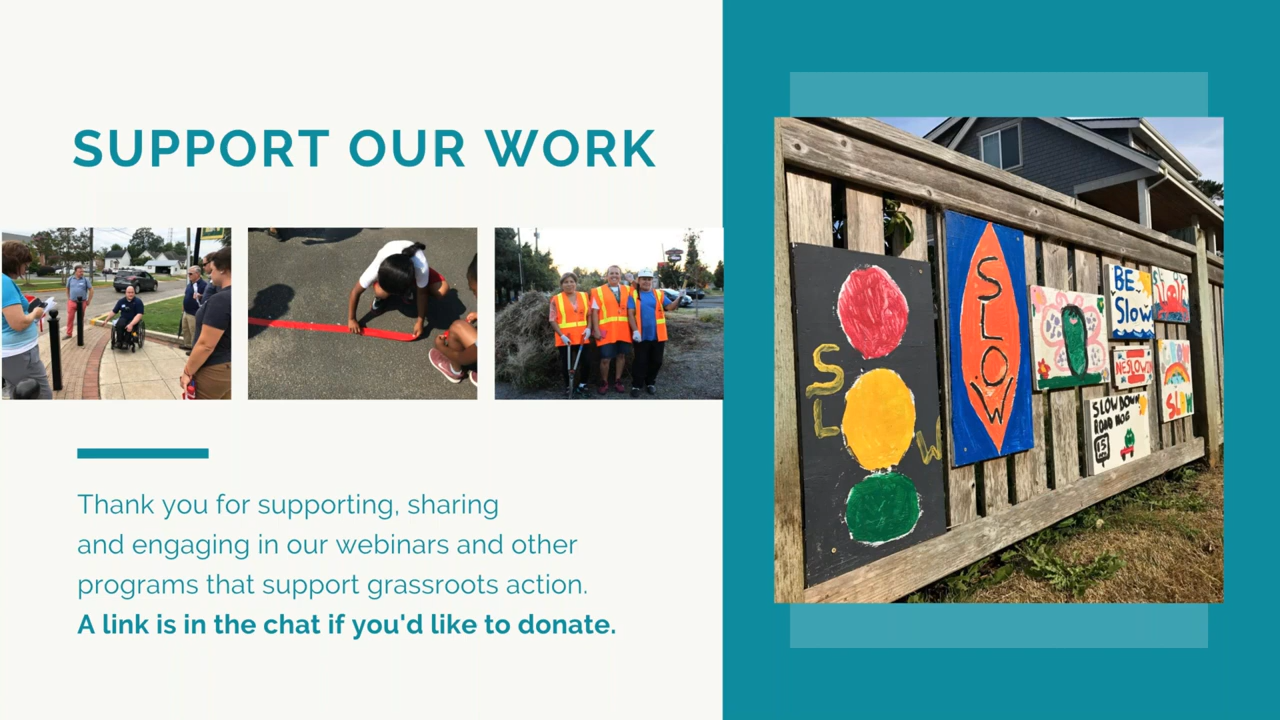 SUPPORT OUR WORK
Thank you for supporting, sharing
and engaging in our webinars and other
programs that support grassroots action.
A link is in the chat if you'd like to donate.
SLOW
SLOW
BE
Slow
SLOW DOWN
ROAD HOG
15
SLOW